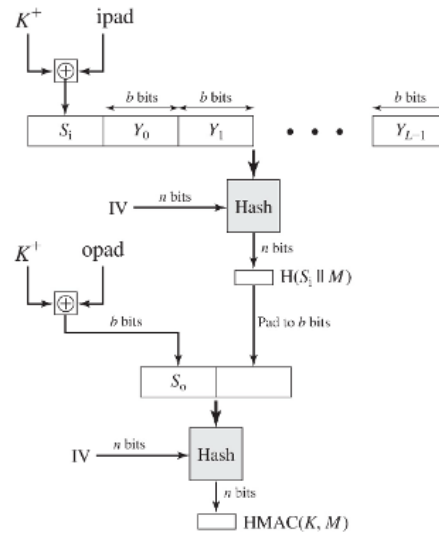 K⁺ ipad
⊕
b bits b bits b bits
Sᵢ Y₀ Y₁ • • • Y_{L−1}
IV n bits Hash
n bits
K⁺ opad
H(Sᵢ || M)
⊕
b bits Pad to b bits
Sₒ
IV n bits Hash
n bits
HMAC(K, M)